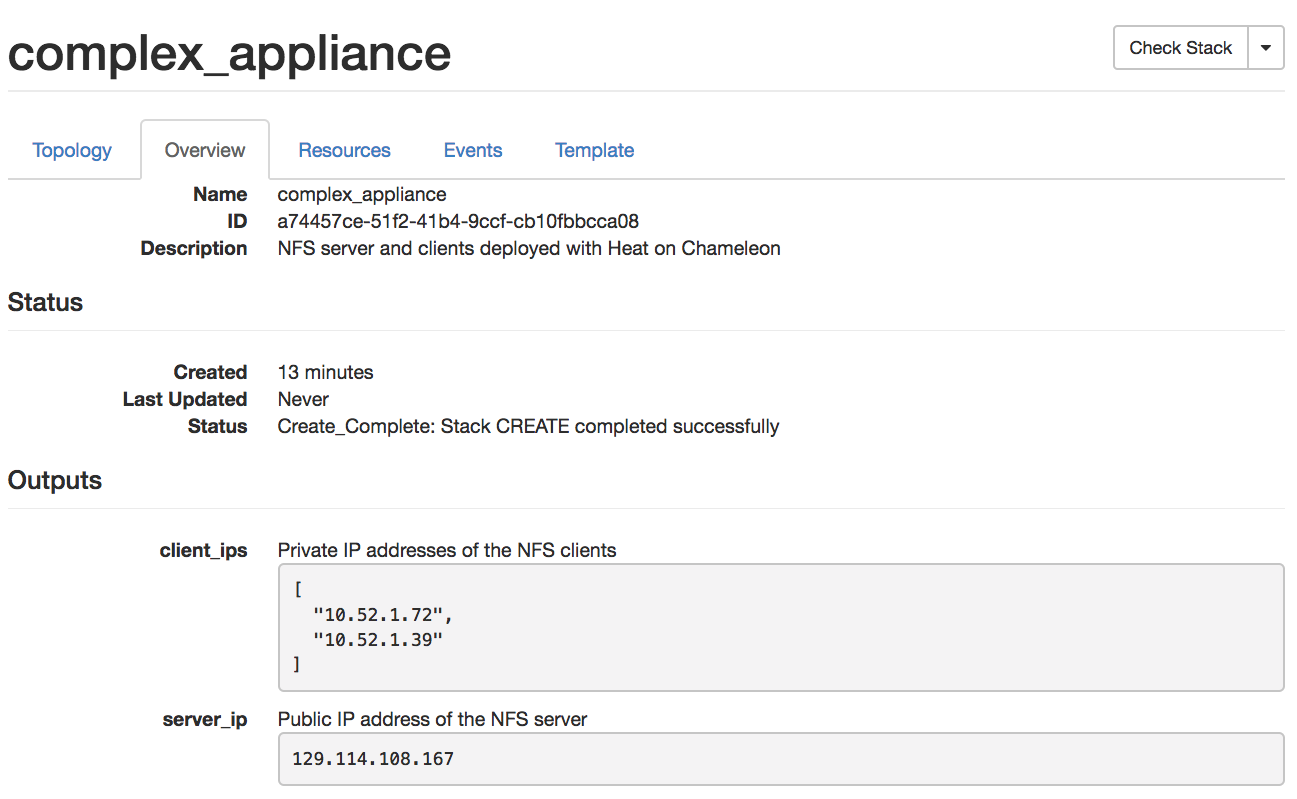 complex_appliance
Check Stack
Topology Overview Resources Events Template
Name complex_appliance
ID a74457ce-51f2-41b4-9ccf-cb10fbbcca08
Description NFS server and clients deployed with Heat on Chameleon
Status
Created 13 minutes
Last Updated Never
Status Create_Complete: Stack CREATE completed successfully
Outputs
client_ips Private IP addresses of the NFS clients
[
"10.52.1.72",
"10.52.1.39"
]
server_ip Public IP address of the NFS server
129.114.108.167